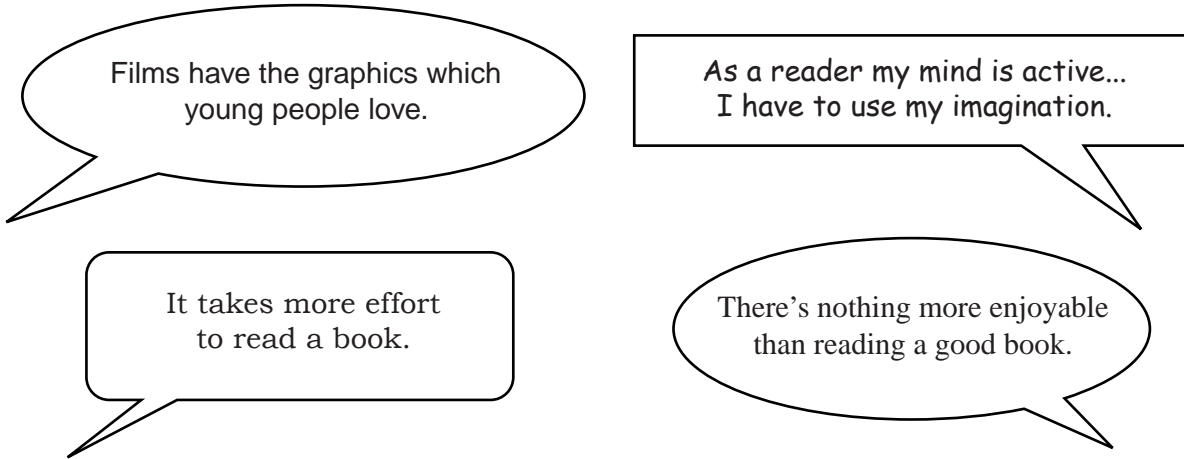 Films have the graphics which
young people love.
As a reader my mind is active...
I have to use my imagination.
It takes more effort
to read a book.
There’s nothing more enjoyable
than reading a good book.